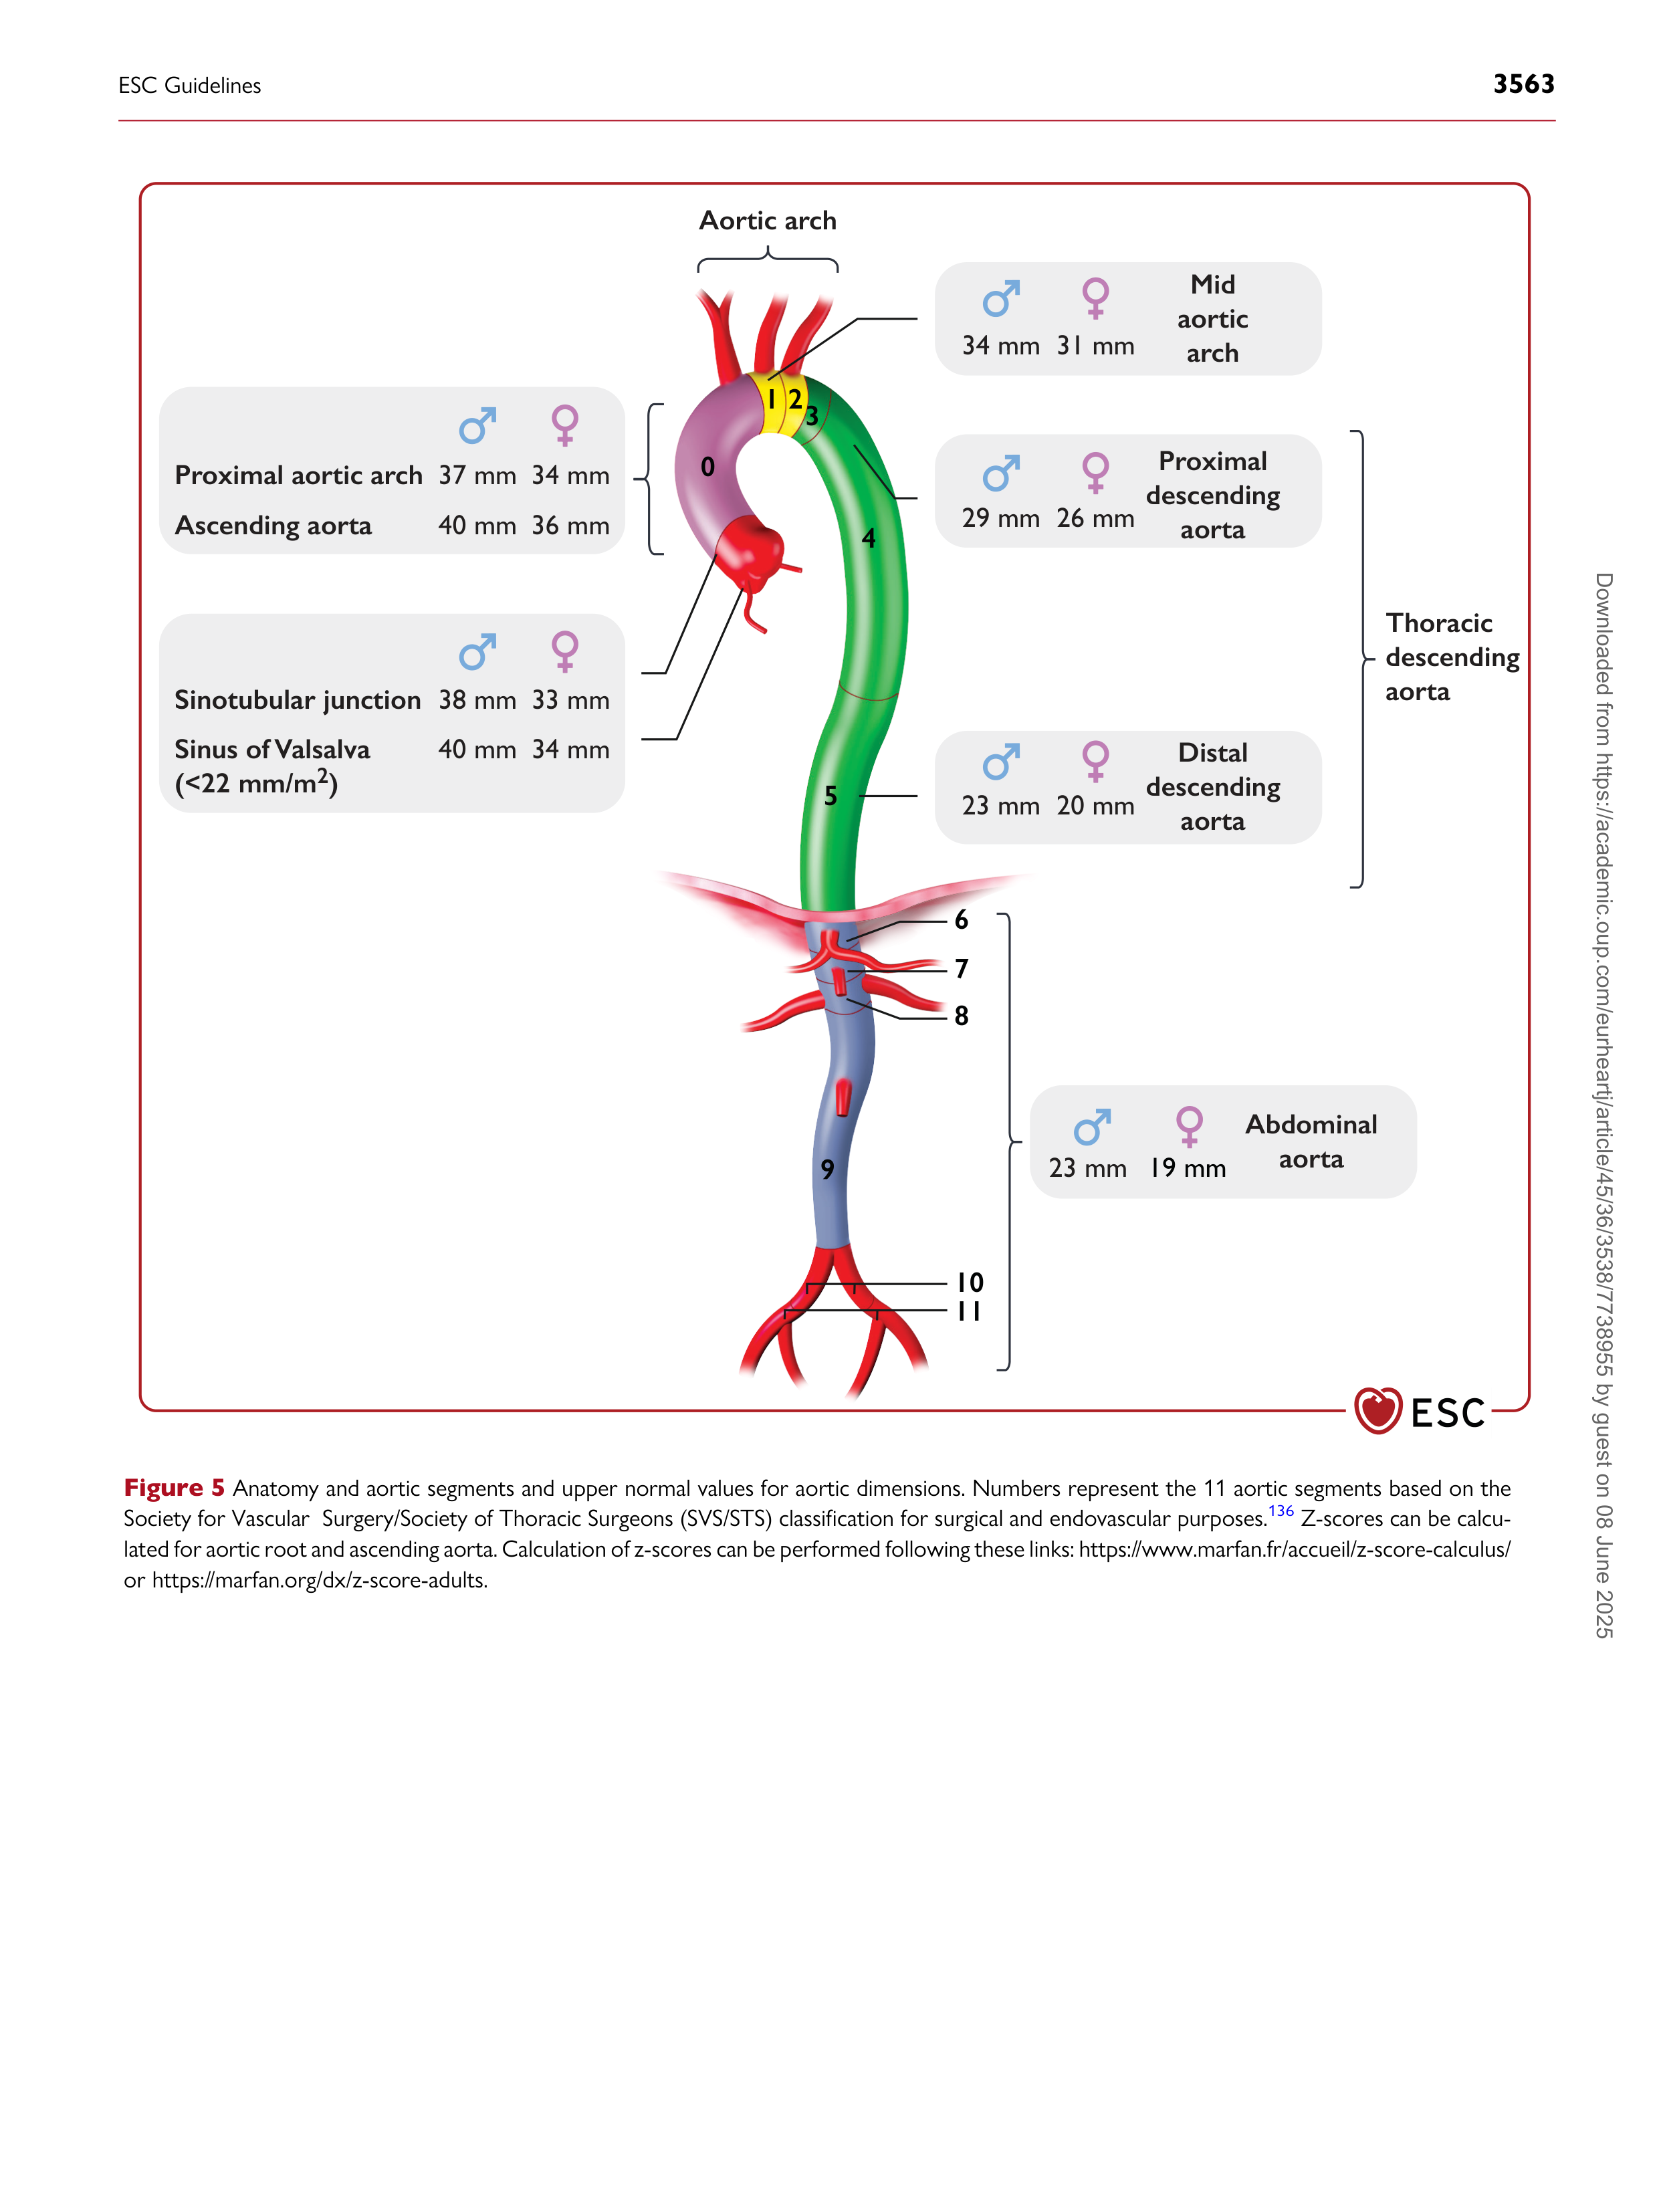 ESC Guidelines
3563
Aortic arch
♂ ♀ Mid
aortic
34 mm 31 mm arch
♂ ♀
Proximal aortic arch 37 mm 34 mm
Ascending aorta 40 mm 36 mm
1 2
3
0
4
♂ ♀ Proximal
descending
29 mm 26 mm aorta
♂ ♀
Sinotubular junction 38 mm 33 mm
Sinus of Valsalva 40 mm 34 mm
(<22 mm/m²)
Thoracic
descending
aorta
5
♂ ♀ Distal
descending
23 mm 20 mm aorta
6
7
8
♂ ♀ Abdominal
aorta
23 mm 19 mm
9
10
11
ESC
Figure 5 Anatomy and aortic segments and upper normal values for aortic dimensions. Numbers represent the 11 aortic segments based on the
Society for Vascular Surgery/Society of Thoracic Surgeons (SVS/STS) classification for surgical and endovascular purposes.136 Z-scores can be calcu-
lated for aortic root and ascending aorta. Calculation of z-scores can be performed following these links: https://www.marfan.fr/accueil/z-score-calculus/
or https://marfan.org/dx/z-score-adults.
Downloaded from https://academic.oup.com/eurheartj/article/45/36/3538/7738955 by guest on 08 June 2025